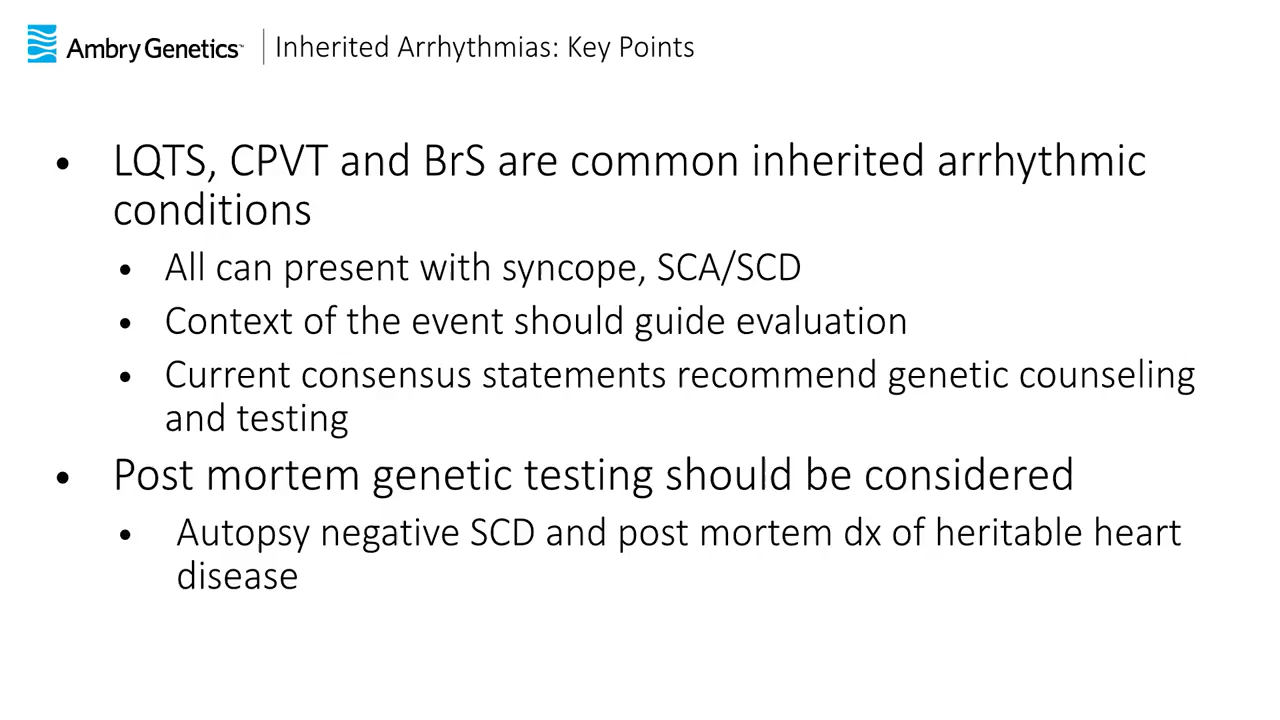 Ambry Genetics™ Inherited Arrhythmias: Key Points
• LQTS, CPVT and BrS are common inherited arrhythmic
conditions
• All can present with syncope, SCA/SCD
• Context of the event should guide evaluation
• Current consensus statements recommend genetic counseling
and testing
• Post mortem genetic testing should be considered
• Autopsy negative SCD and post mortem dx of heritable heart
disease